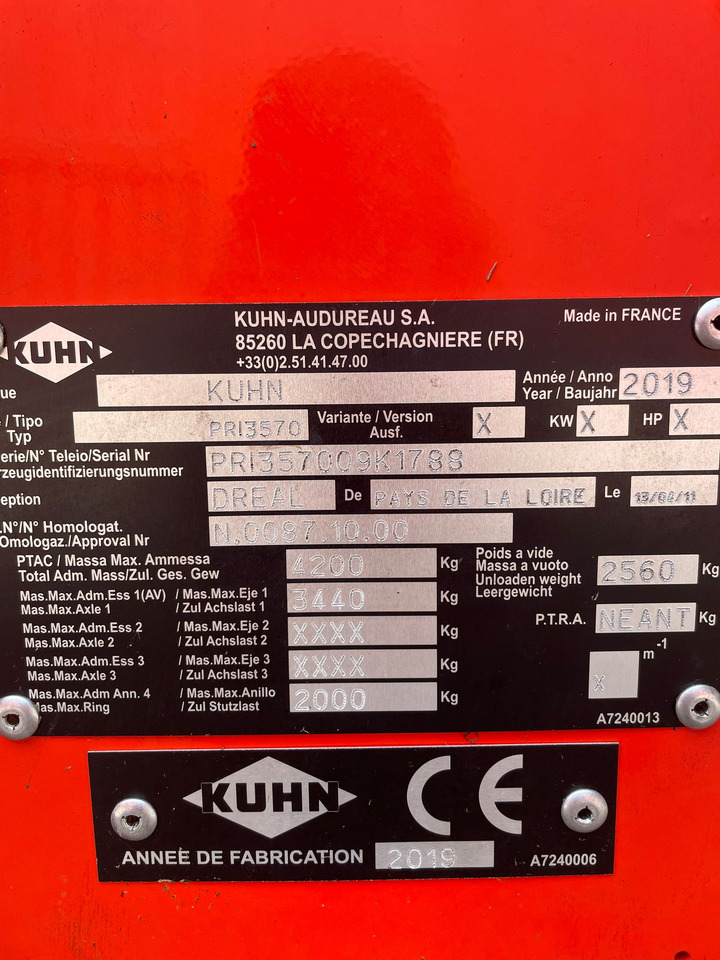 KUHN
KUHN-AUDUREAU S.A.
85260 LA COPECHAGNIERE (FR)
+33(0)2.51.41.47.00
Made in FRANCE
KUHN
Année / Anno
Year / Baujahr 2019
/ Tipo
Typ
PRI3570
Variante / Version
Ausf. X
KW X
HP X
erie/N° Teleio/Serial Nr
rzeugidentifizierungsnummer
PRI357009K1788
eption DREAL De PAYS DE LA LOIRE Le 13/04/11
.N°/N° Homologat.
Omologaz./Approval Nr
N.0087.10.00
PTAC / Massa Max. Ammessa
Total Adm. Mass/Zul. Ges. Gew
4200 Kg
Poids a vide
Massa a vuoto
Unloaden weight
Leergewicht
2560 Kg
Mas.Max.Adm.Ess 1(AV) / Mas.Max.Eje 1
Mas.Max.Axle 1 / Zul Achslast 1
3440 Kg
P.T.R.A. NEANT Kg
Mas.Max.Adm.Ess 2 / Mas.Max.Eje 2
Mas.Max.Axle 2 / Zul Achslast 2
XXXX Kg
Mas.Max.Adm.Ess 3 / Mas.Max.Eje 3
Mas.Max.Axle 3 / Zul Achslast 3
XXXX Kg
X m-1
Mas.Max.Adm Ann. 4 / Mas.Max.Anillo
Mas.Max.Ring / Zul Stutzlast
2000 Kg
A7240013
KUHN
CE
ANNEE DE FABRICATION 2019
A7240006